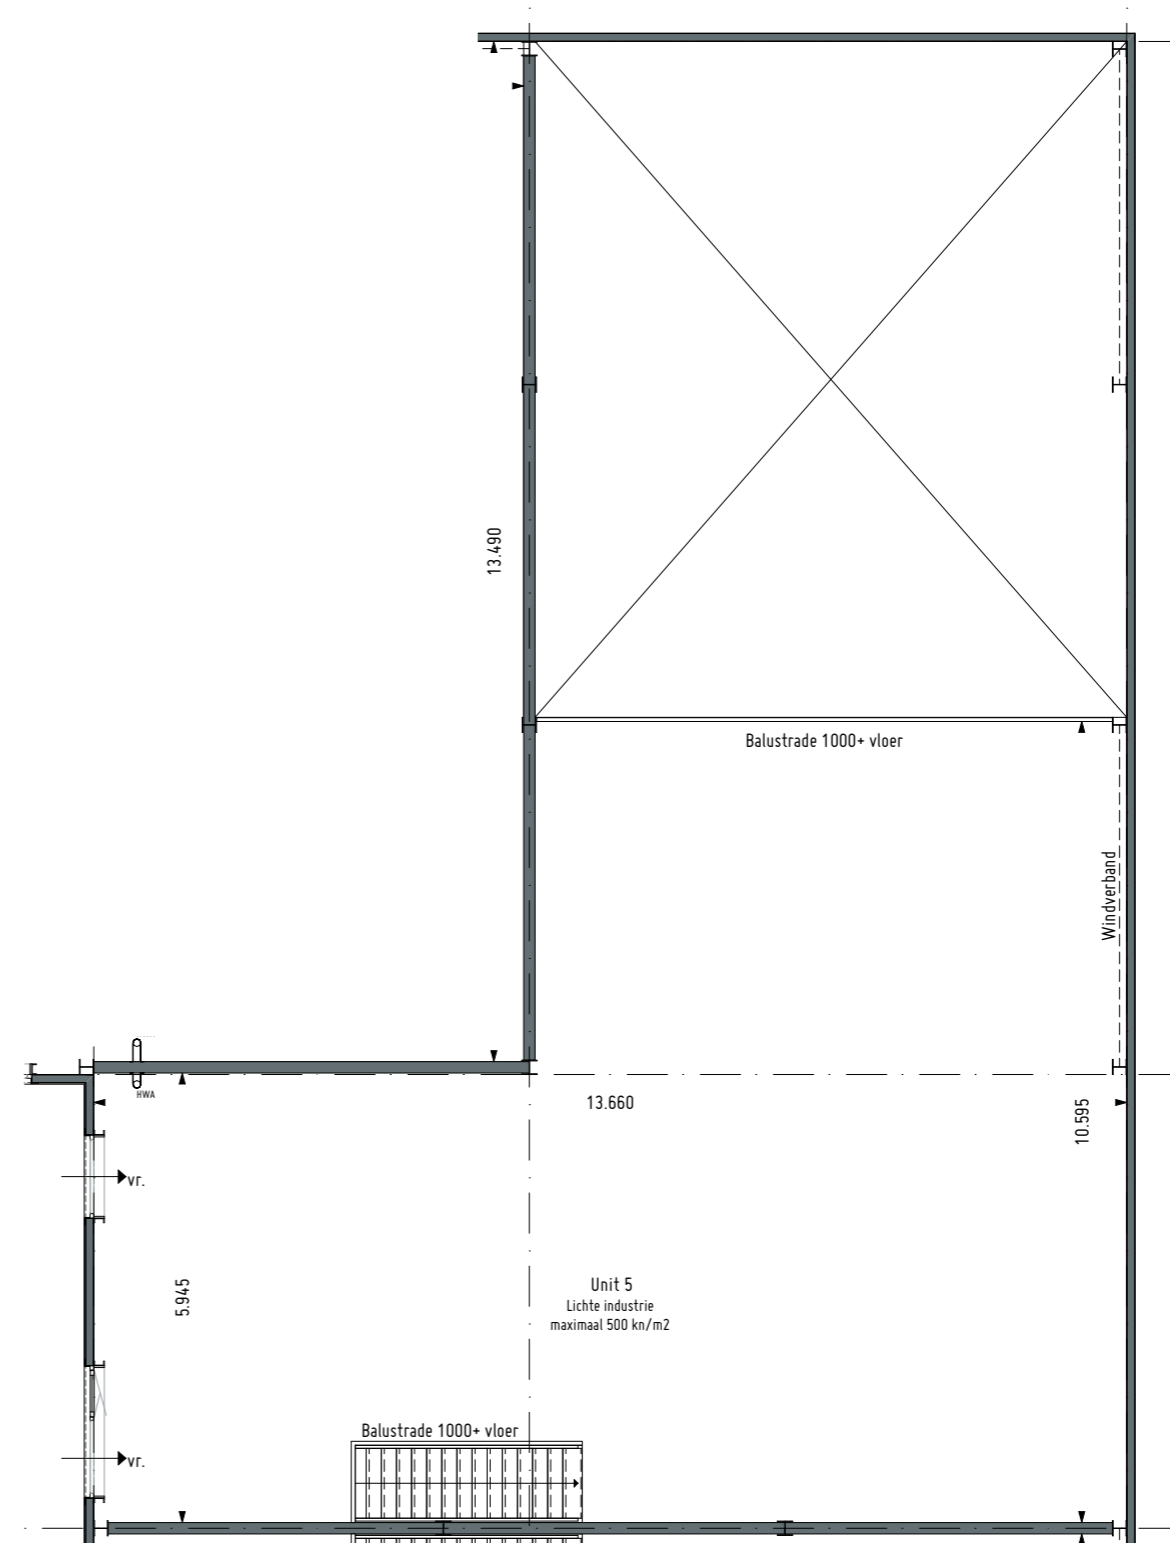 13.490
Balustrade 1000+ vloer
Windverband
HWA
13.660
10.595
vr.
5.945
Unit 5
Lichte industrie
maximaal 500 kn/m2
Balustrade 1000+ vloer
vr.